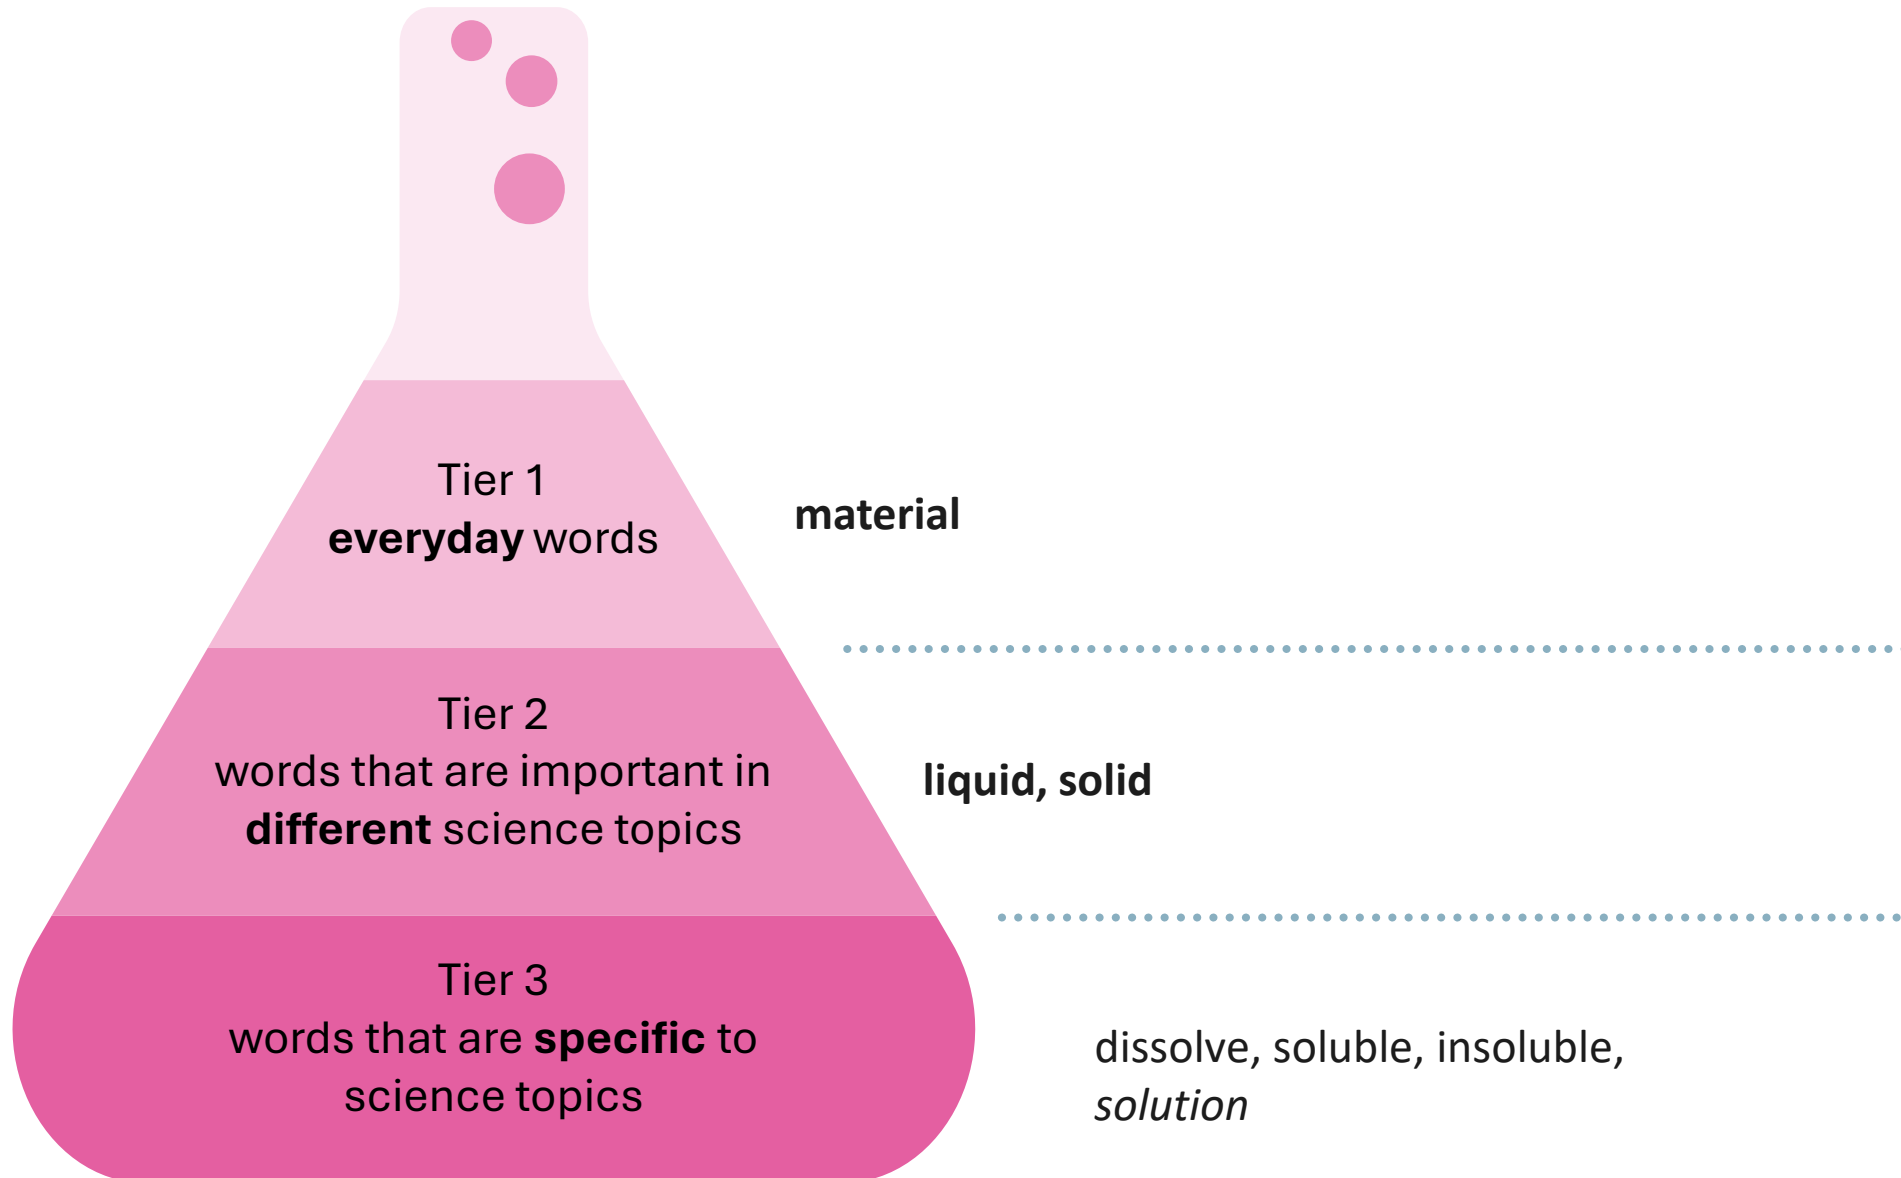 Tier 1
everyday words
material
Tier 2
words that are important in
different science topics
liquid, solid
Tier 3
words that are specific to
science topics
dissolve, soluble, insoluble,
solution